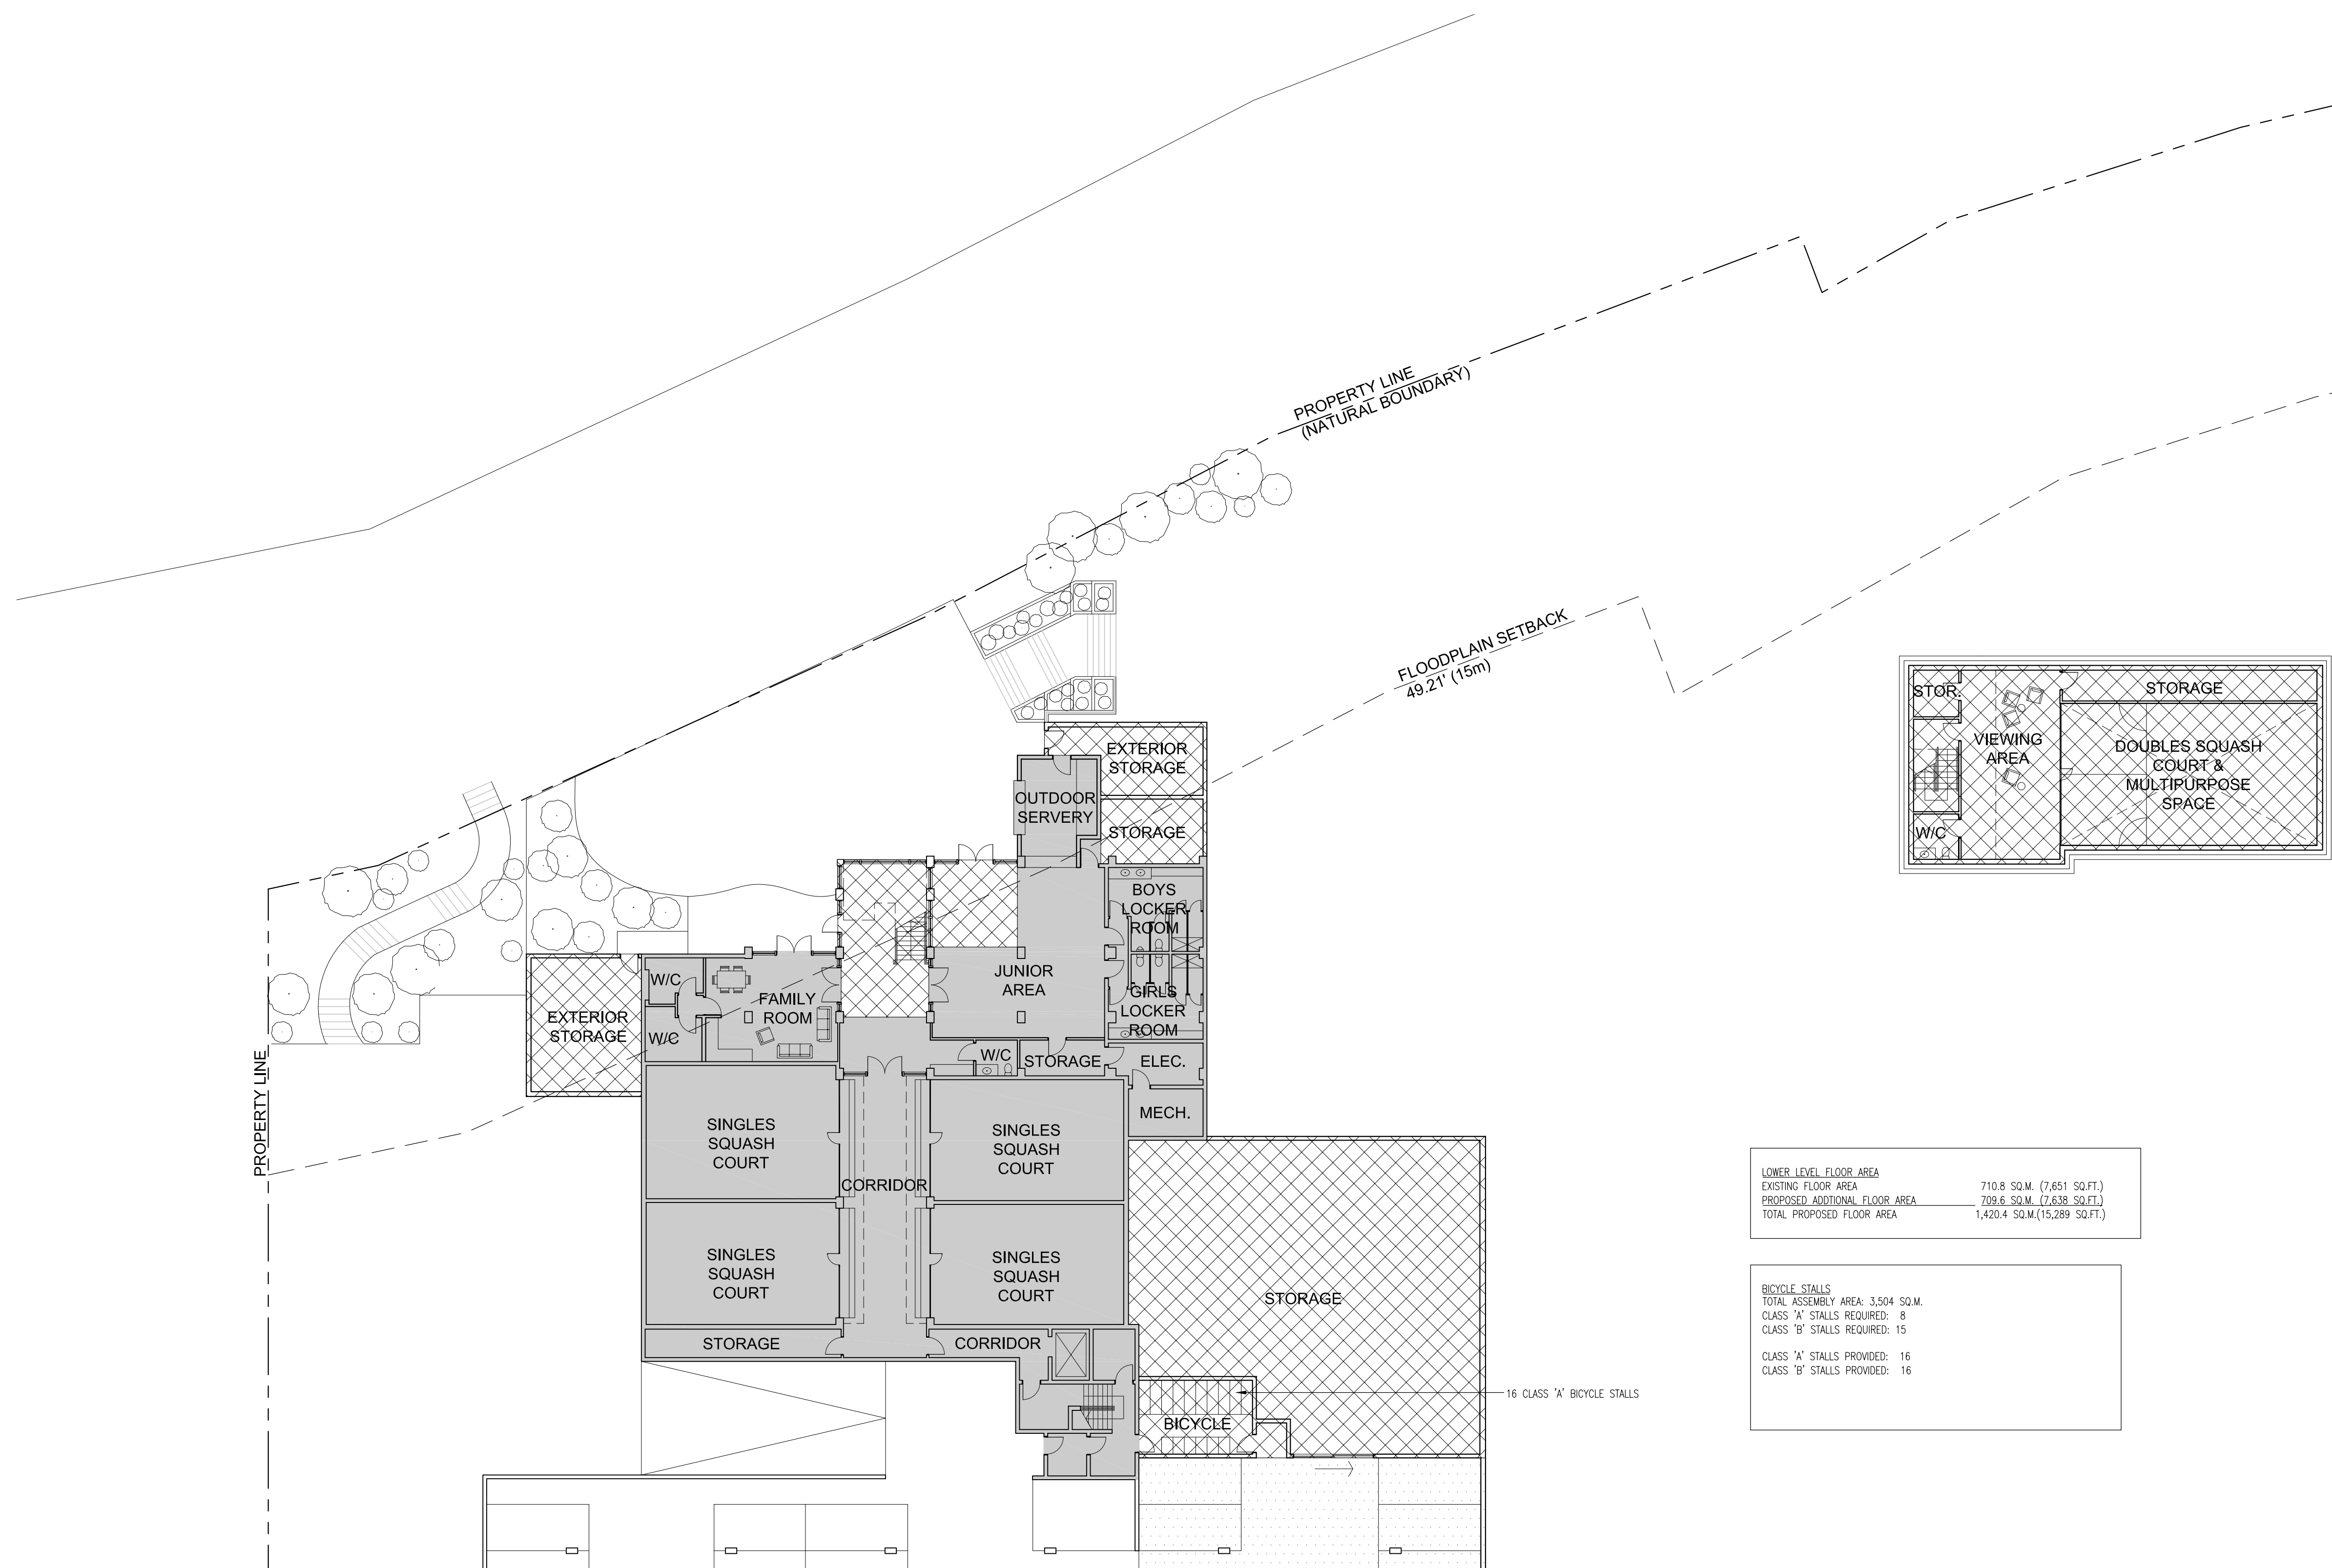 PROPERTY LINE
(NATURAL BOUNDARY)
FLOODPLAIN SETBACK
49.21' (15m)
STOR.
STORAGE
VIEWING
AREA
DOUBLES SQUASH
COURT &
MULTIPURPOSE
SPACE
W/C
EXTERIOR
STORAGE
OUTDOOR
SERVERY
STORAGE
BOYS
LOCKER
ROOM
JUNIOR
AREA
W/C
FAMILY
ROOM
GIRLS
LOCKER
ROOM
EXTERIOR
STORAGE
W/C
W/C
STORAGE
ELEC.
PROPERTY LINE
MECH.
SINGLES
SQUASH
COURT
SINGLES
SQUASH
COURT
CORRIDOR
SINGLES
SQUASH
COURT
SINGLES
SQUASH
COURT
STORAGE
STORAGE
CORRIDOR
BICYCLE
16 CLASS 'A' BICYCLE STALLS
LOWER LEVEL FLOOR AREA
EXISTING FLOOR AREA 710.8 SQ.M. (7,651 SQ.FT.)
PROPOSED ADDTIONAL FLOOR AREA 709.6 SQ.M. (7,638 SQ.FT.)
TOTAL PROPOSED FLOOR AREA 1,420.4 SQ.M.(15,289 SQ.FT.)
BICYCLE STALLS
TOTAL ASSEMBLY AREA: 3,504 SQ.M.
CLASS 'A' STALLS REQUIRED: 8
CLASS 'B' STALLS REQUIRED: 15
CLASS 'A' STALLS PROVIDED: 16
CLASS 'B' STALLS PROVIDED: 16